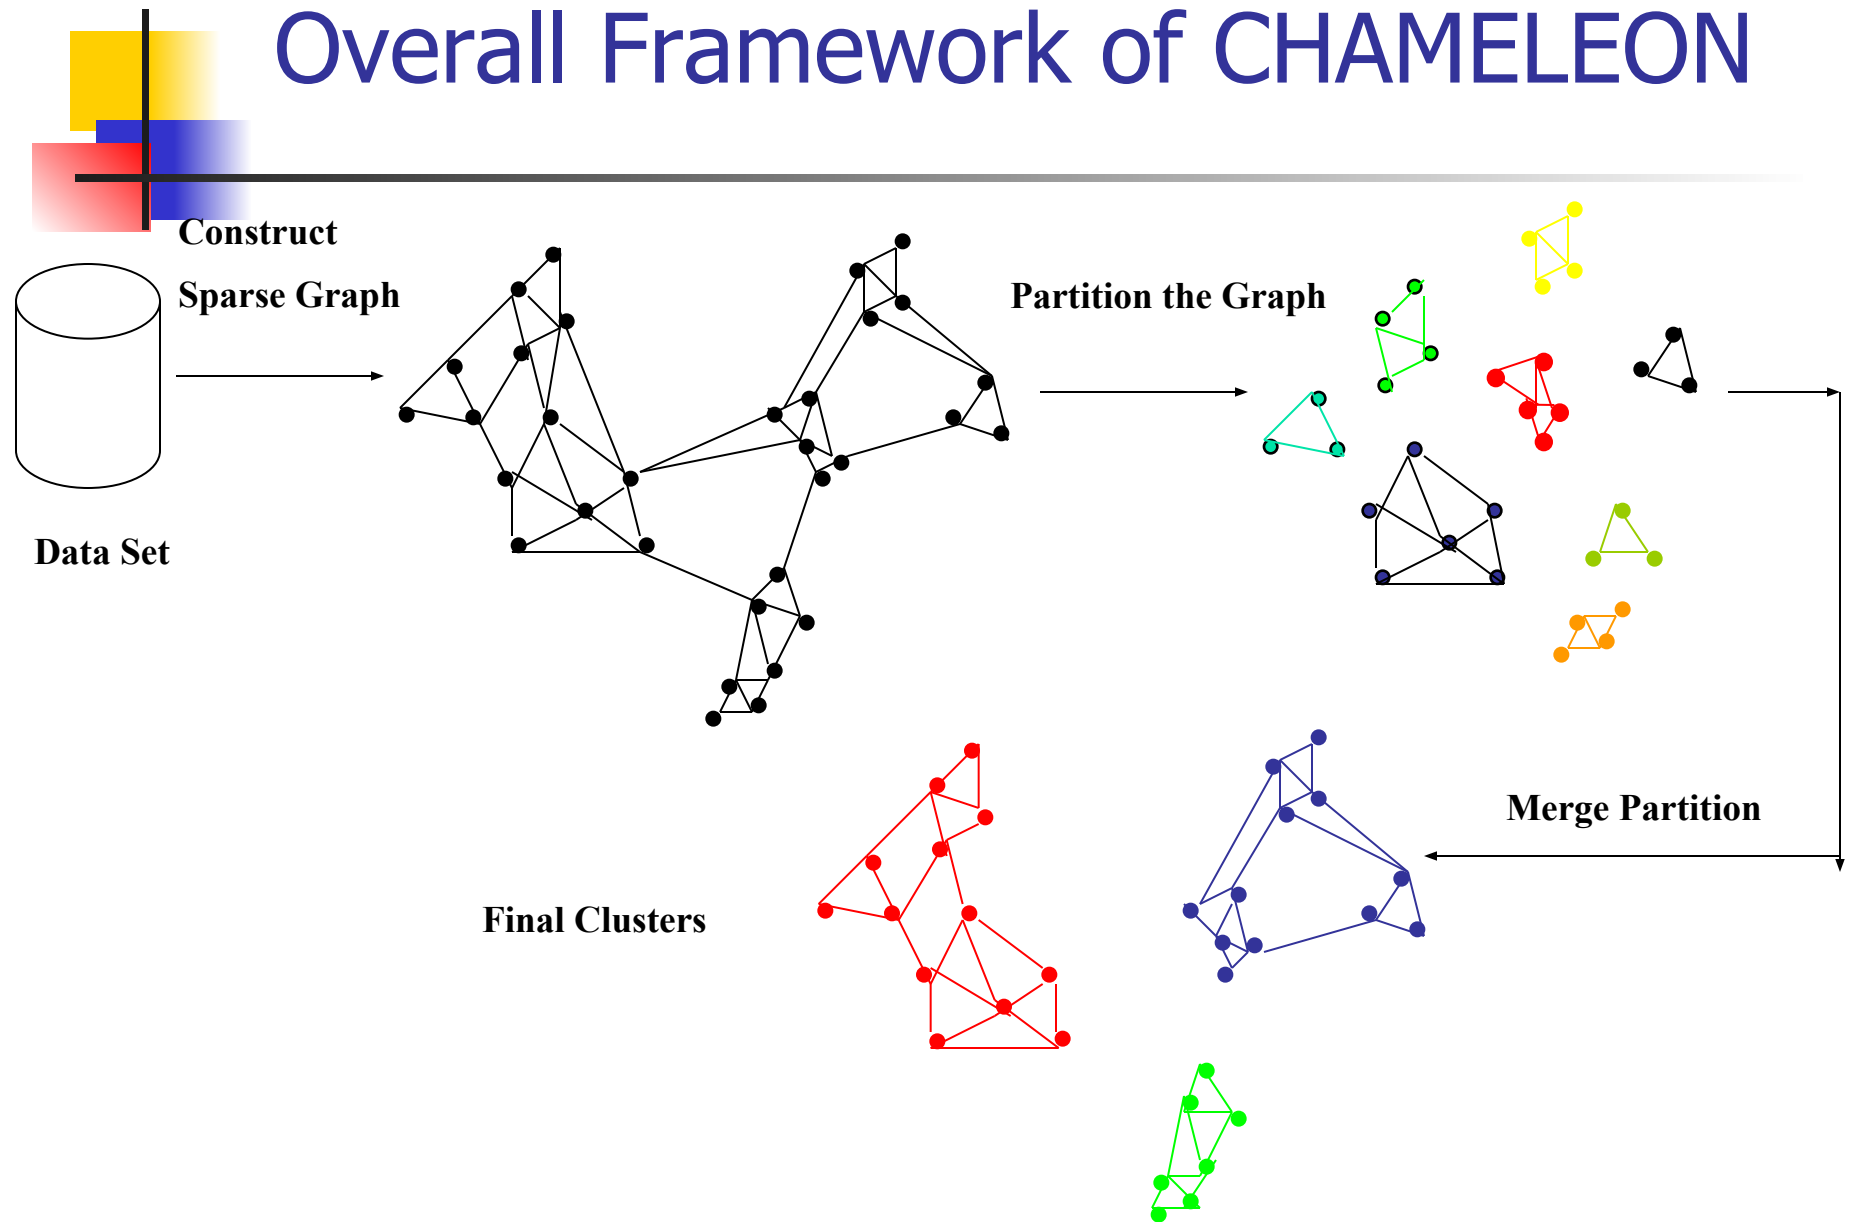 Overall Framework of CHAMELEON
Construct
Sparse Graph
Partition the Graph
Data Set
Merge Partition
Final Clusters